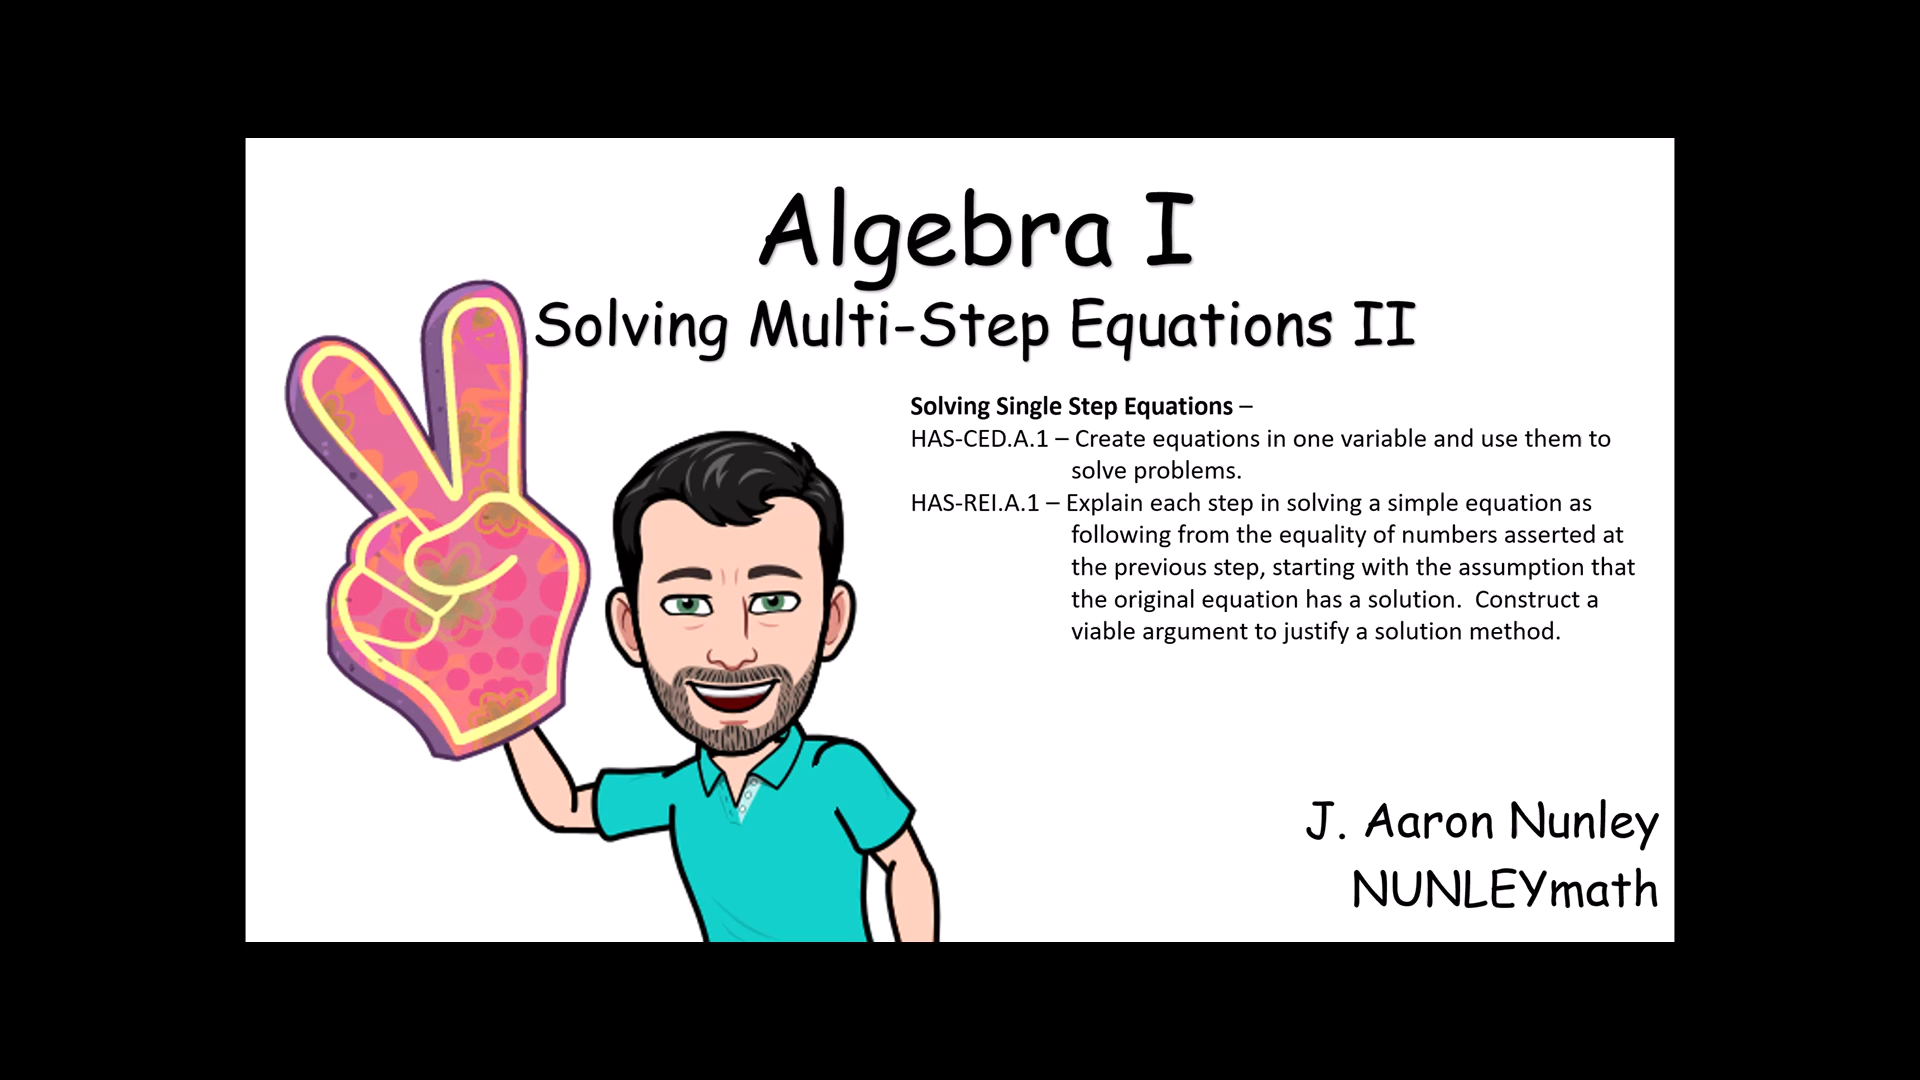 Algebra I
Solving Multi-Step Equations II
Solving Single Step Equations –
HAS-CED.A.1 – Create equations in one variable and use them to
solve problems.
HAS-REI.A.1 – Explain each step in solving a simple equation as
following from the equality of numbers asserted at
the previous step, starting with the assumption that
the original equation has a solution.  Construct a
viable argument to justify a solution method.
J. Aaron Nunley
NUNLEYmath